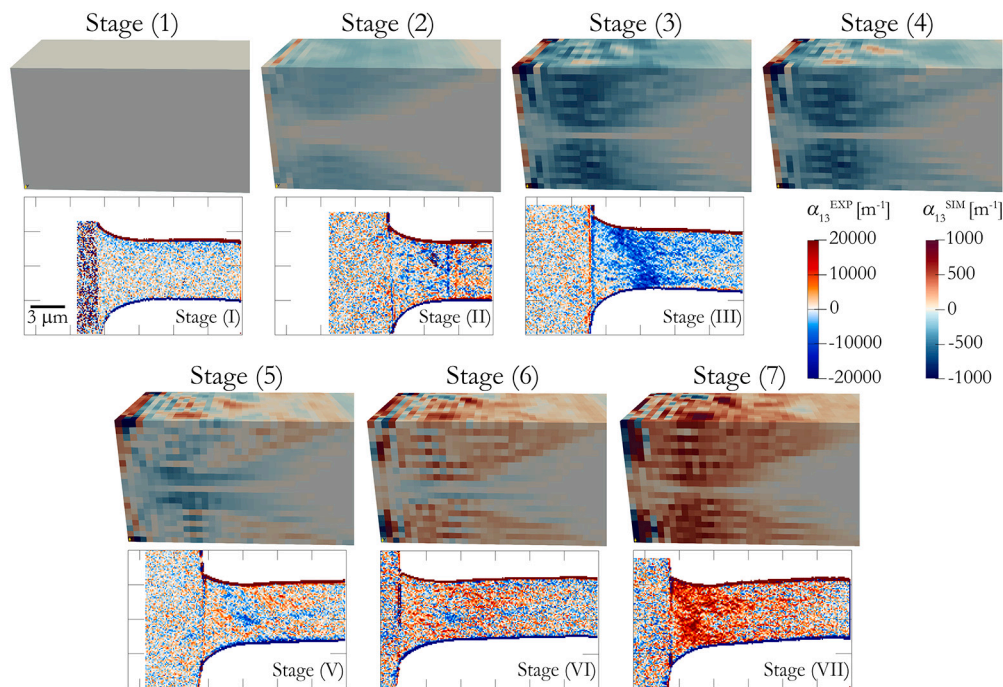 Stage (1)
Stage (2)
Stage (3)
Stage (4)
3 μm
Stage (I)
Stage (II)
Stage (III)
α13EXP [m-1]
α13SIM [m-1]
20000
10000
0
-10000
-20000
1000
500
0
-500
-1000
Stage (5)
Stage (6)
Stage (7)
Stage (V)
Stage (VI)
Stage (VII)